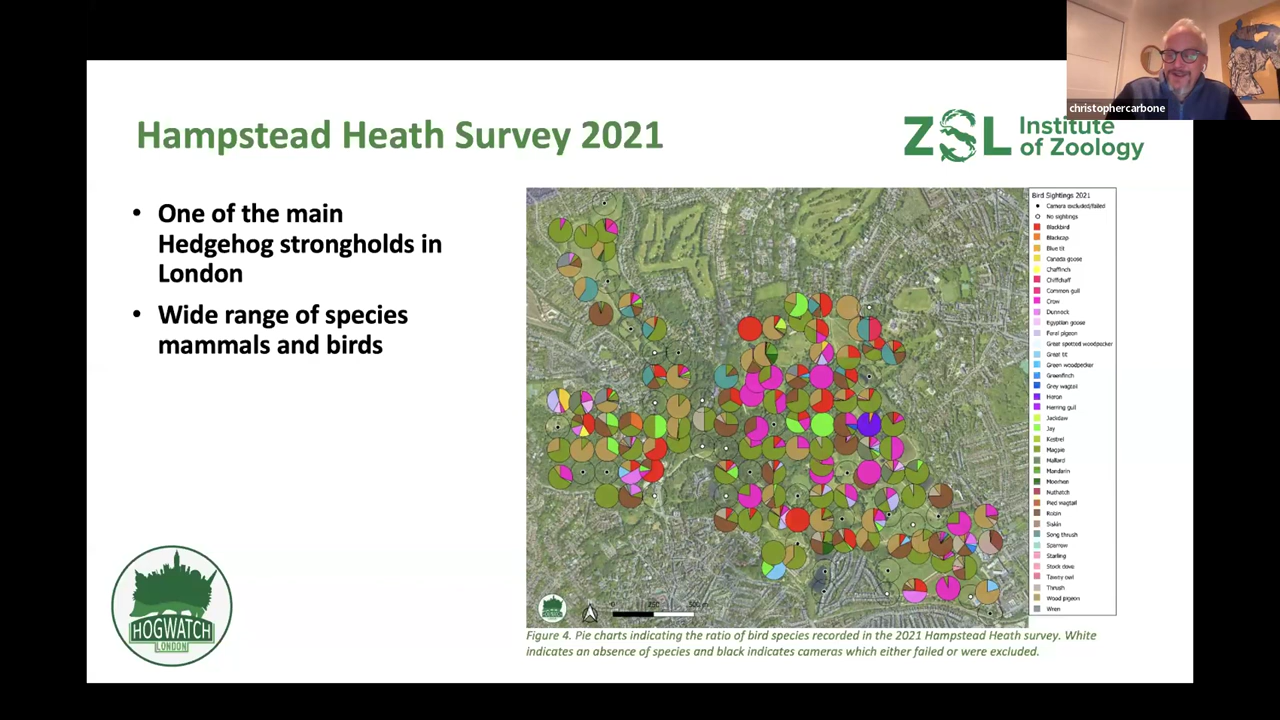 christophercarbone
Hampstead Heath Survey 2021
ZSL Institute
of Zoology
• One of the main
Hedgehog strongholds in
London
• Wide range of species
mammals and birds
Bird Sightings 2021
Camera excluded/failed
No sightings
Blackbird
Blackcap
Blue tit
Canada goose
Chaffinch
Chiffchaff
Common gull
Crow
Dunnock
Egyptian goose
Feral pigeon
Great spotted woodpecker
Great tit
Green woodpecker
Greenfinch
Grey wagtail
Heron
Herring gull
Jackdaw
Jay
Kestrel
Magpie
Mallard
Mandarin
Moorhen
Nuthatch
Pied wagtail
Robin
Siskin
Song thrush
Sparrow
Starling
Stock dove
Tawny owl
Thrush
Wood pigeon
Wren
0 250 500
HOGWATCH
LONDON
Figure 4. Pie charts indicating the ratio of bird species recorded in the 2021 Hampstead Heath survey. White
indicates an absence of species and black indicates cameras which either failed or were excluded.